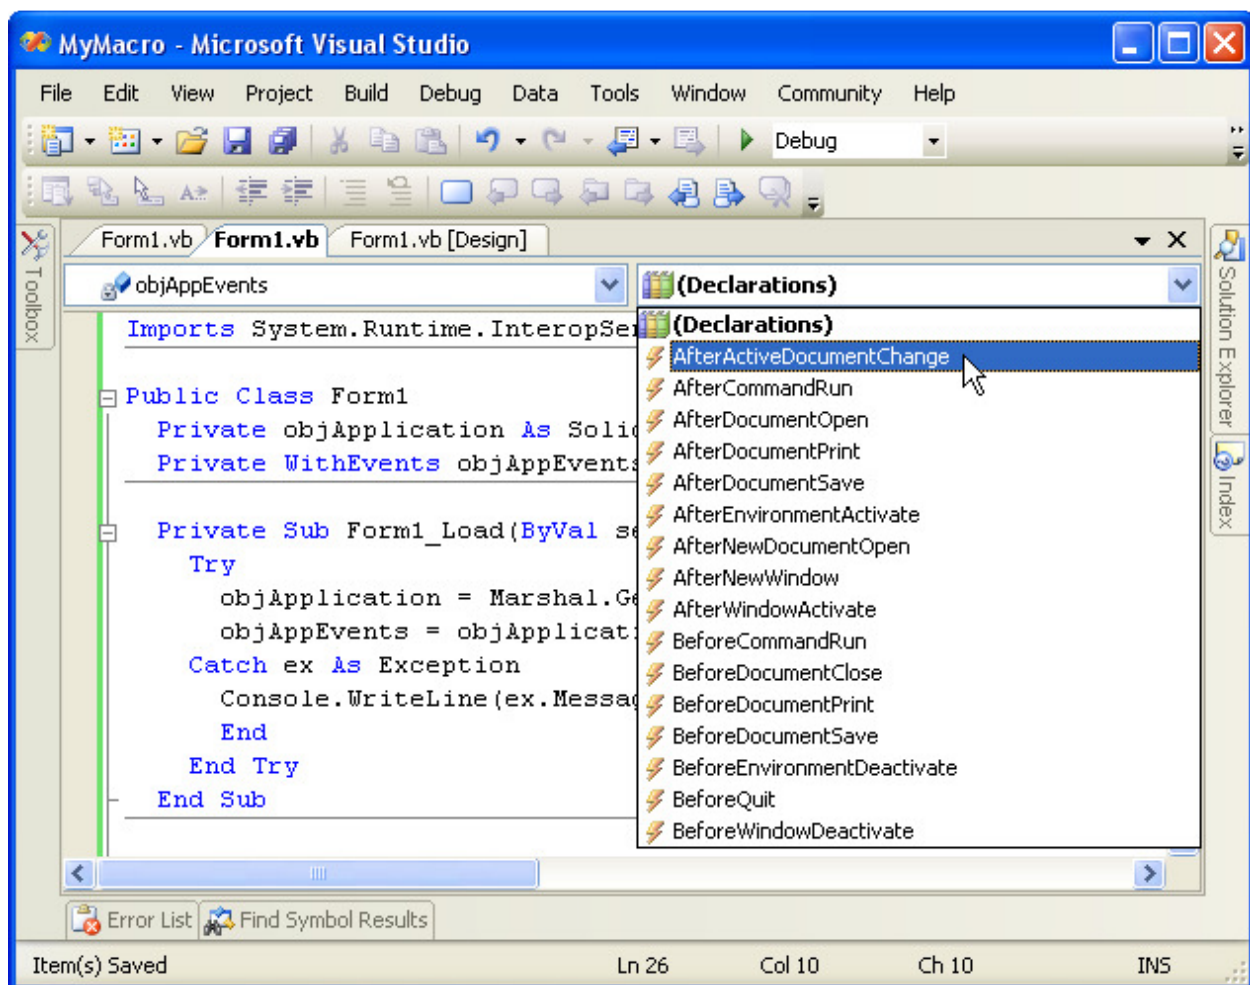 MyMacro - Microsoft Visual Studio
File Edit View Project Build Debug Data Tools Window Community Help
Debug
Form1.vb Form1.vb Form1.vb [Design]
Toolbox
Solution Explorer
Index
objAppEvents (Declarations)
Imports System.Runtime.InteropSe
Public Class Form1
Private objApplication As Solid
Private WithEvents objAppEvents
Private Sub Form1_Load(ByVal se
Try
objApplication = Marshal.Ge
objAppEvents = objApplicat
Catch ex As Exception
Console.WriteLine(ex.Messag
End
End Try
End Sub
(Declarations)
AfterActiveDocumentChange
AfterCommandRun
AfterDocumentOpen
AfterDocumentPrint
AfterDocumentSave
AfterEnvironmentActivate
AfterNewDocumentOpen
AfterNewWindow
AfterWindowActivate
BeforeCommandRun
BeforeDocumentClose
BeforeDocumentPrint
BeforeDocumentSave
BeforeEnvironmentDeactivate
BeforeQuit
BeforeWindowDeactivate
Error List Find Symbol Results
Item(s) Saved Ln 26 Col 10 Ch 10 INS